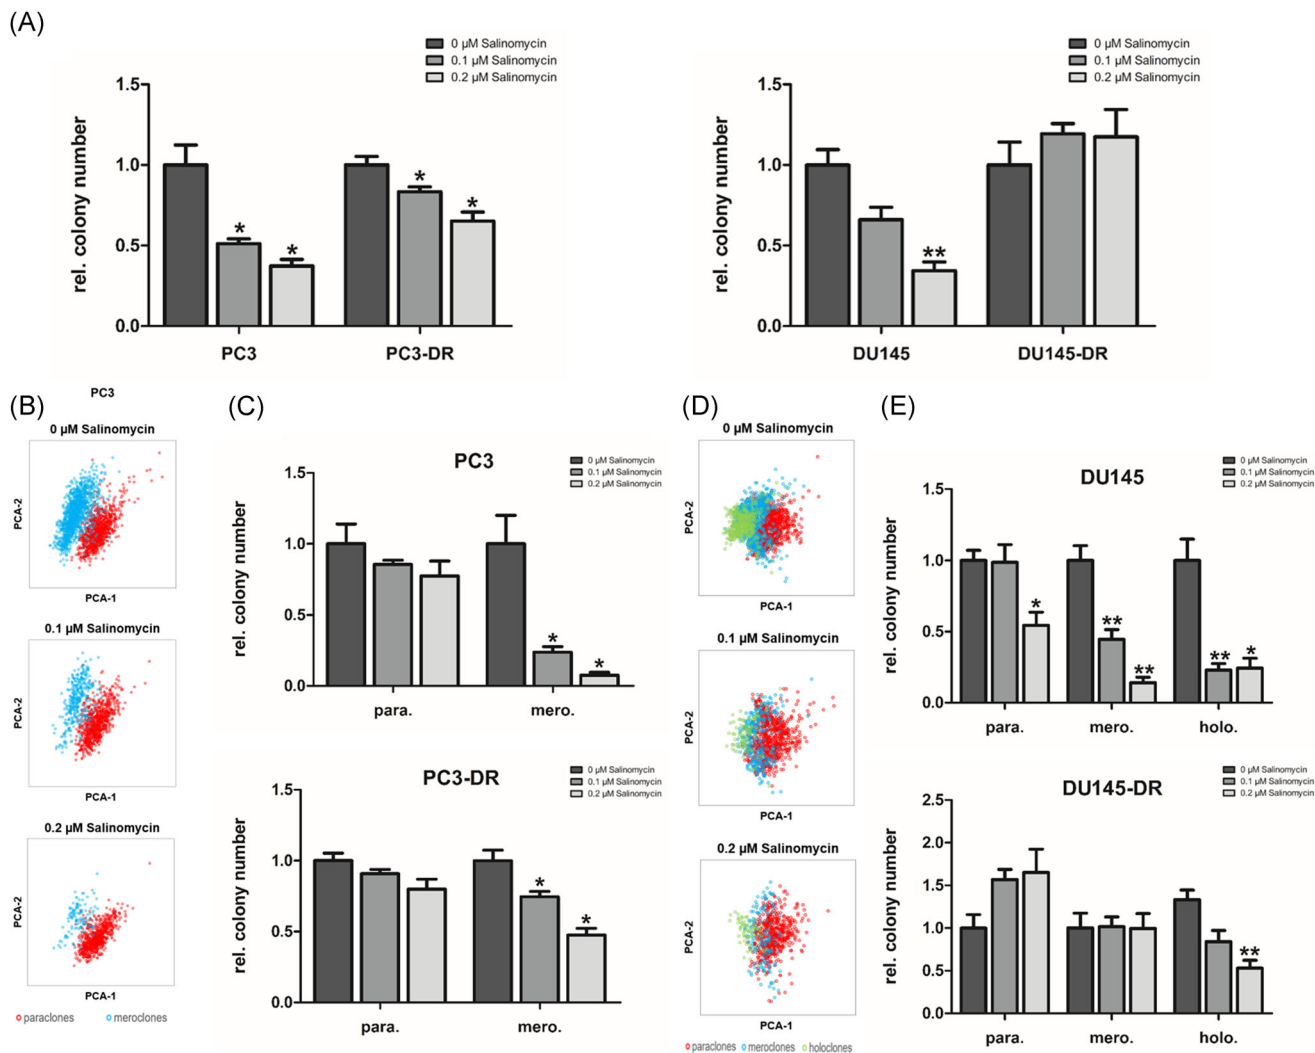 (A)
0 µM Salinomycin
0.1 µM Salinomycin
0.2 µM Salinomycin
rel. colony number
1.5
1.0
0.5
0.0
*
*
*
*
PC3
PC3-DR
0 µM Salinomycin
0.1 µM Salinomycin
0.2 µM Salinomycin
rel. colony number
1.5
1.0
0.5
0.0
**
DU145
DU145-DR
(B)
PC3
0 µM Salinomycin
PCA-2
PCA-1
0.1 µM Salinomycin
PCA-2
PCA-1
0.2 µM Salinomycin
PCA-2
PCA-1
paraclones meroclones
(C)
PC3
0 µM Salinomycin
0.1 µM Salinomycin
0.2 µM Salinomycin
rel. colony number
1.5
1.0
0.5
0.0
*
*
para.
mero.
PC3-DR
0 µM Salinomycin
0.1 µM Salinomycin
0.2 µM Salinomycin
rel. colony number
1.5
1.0
0.5
0.0
*
*
para.
mero.
(D)
0 µM Salinomycin
PCA-2
PCA-1
0.1 µM Salinomycin
PCA-2
PCA-1
0.2 µM Salinomycin
PCA-2
PCA-1
paraclones meroclones holoclones
(E)
DU145
0 µM Salinomycin
0.1 µM Salinomycin
0.2 µM Salinomycin
rel. colony number
1.5
1.0
0.5
0.0
*
**
**
**
*
para.
mero.
holo.
DU145-DR
0 µM Salinomycin
0.1 µM Salinomycin
0.2 µM Salinomycin
rel. colony number
2.5
2.0
1.5
1.0
0.5
0.0
**
para.
mero.
holo.